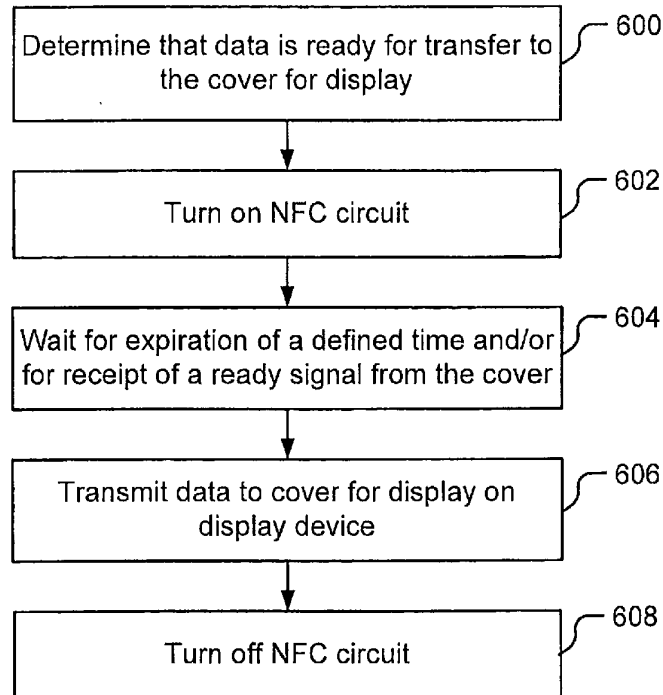 Determine that data is ready for transfer to
the cover for display
600
Turn on NFC circuit
602
Wait for expiration of a defined time and/or
for receipt of a ready signal from the cover
604
Transmit data to cover for display on
display device
606
Turn off NFC circuit
608